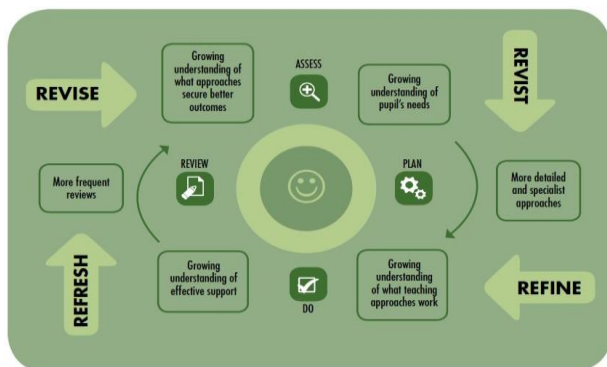 REVISE
Growing
understanding of
what approaches
secure better
outcomes
ASSESS
Growing
understanding of
pupil's needs
REVIST
More frequent
reviews
REVIEW
PLAN
More detailed
and specialist
approaches
REFRESH
Growing
understanding of
effective support
DO
Growing
understanding
of what teaching
approaches work
REFINE